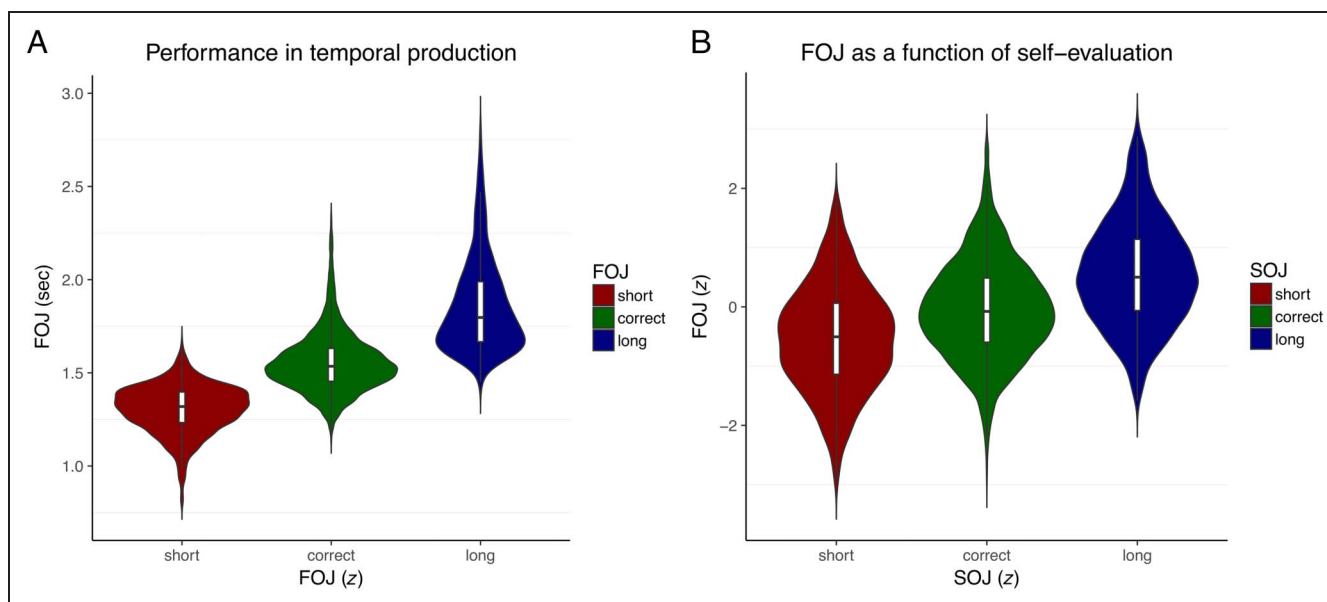 A
Performance in temporal production
FOJ (sec)
3.0
2.5
2.0
1.5
1.0
short
correct
long
FOJ (z)
FOJ
short
correct
long
B
FOJ as a function of self−evaluation
FOJ (z)
2
0
−2
short
correct
long
SOJ (z)
SOJ
short
correct
long